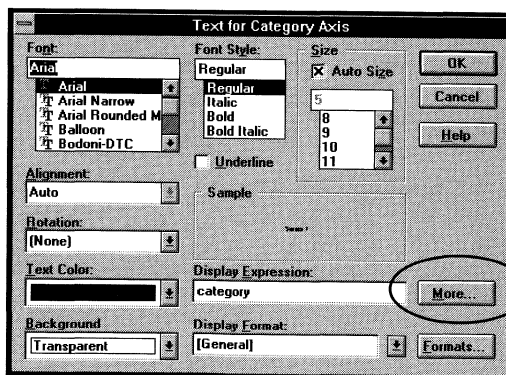 Text for Category Axis
Font:
Arial
Arial
Arial Narrow
Arial Rounded M
Balloon
Bodoni-DTC
Font Style:
Regular
Regular
Italic
Bold
Bold Italic
Underline
Size
Auto Size
5
8
9
10
11
OK
Cancel
Help
Alignment:
Auto
Rotation:
(None)
Sample
Text Color:
Display Expression:
category
More...
Background
Transparent
Display Format:
[General]
Formats...